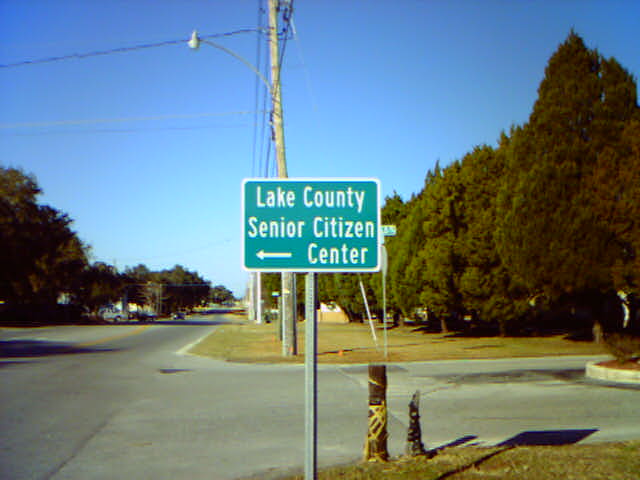 Lake County
Senior Citizen
Center